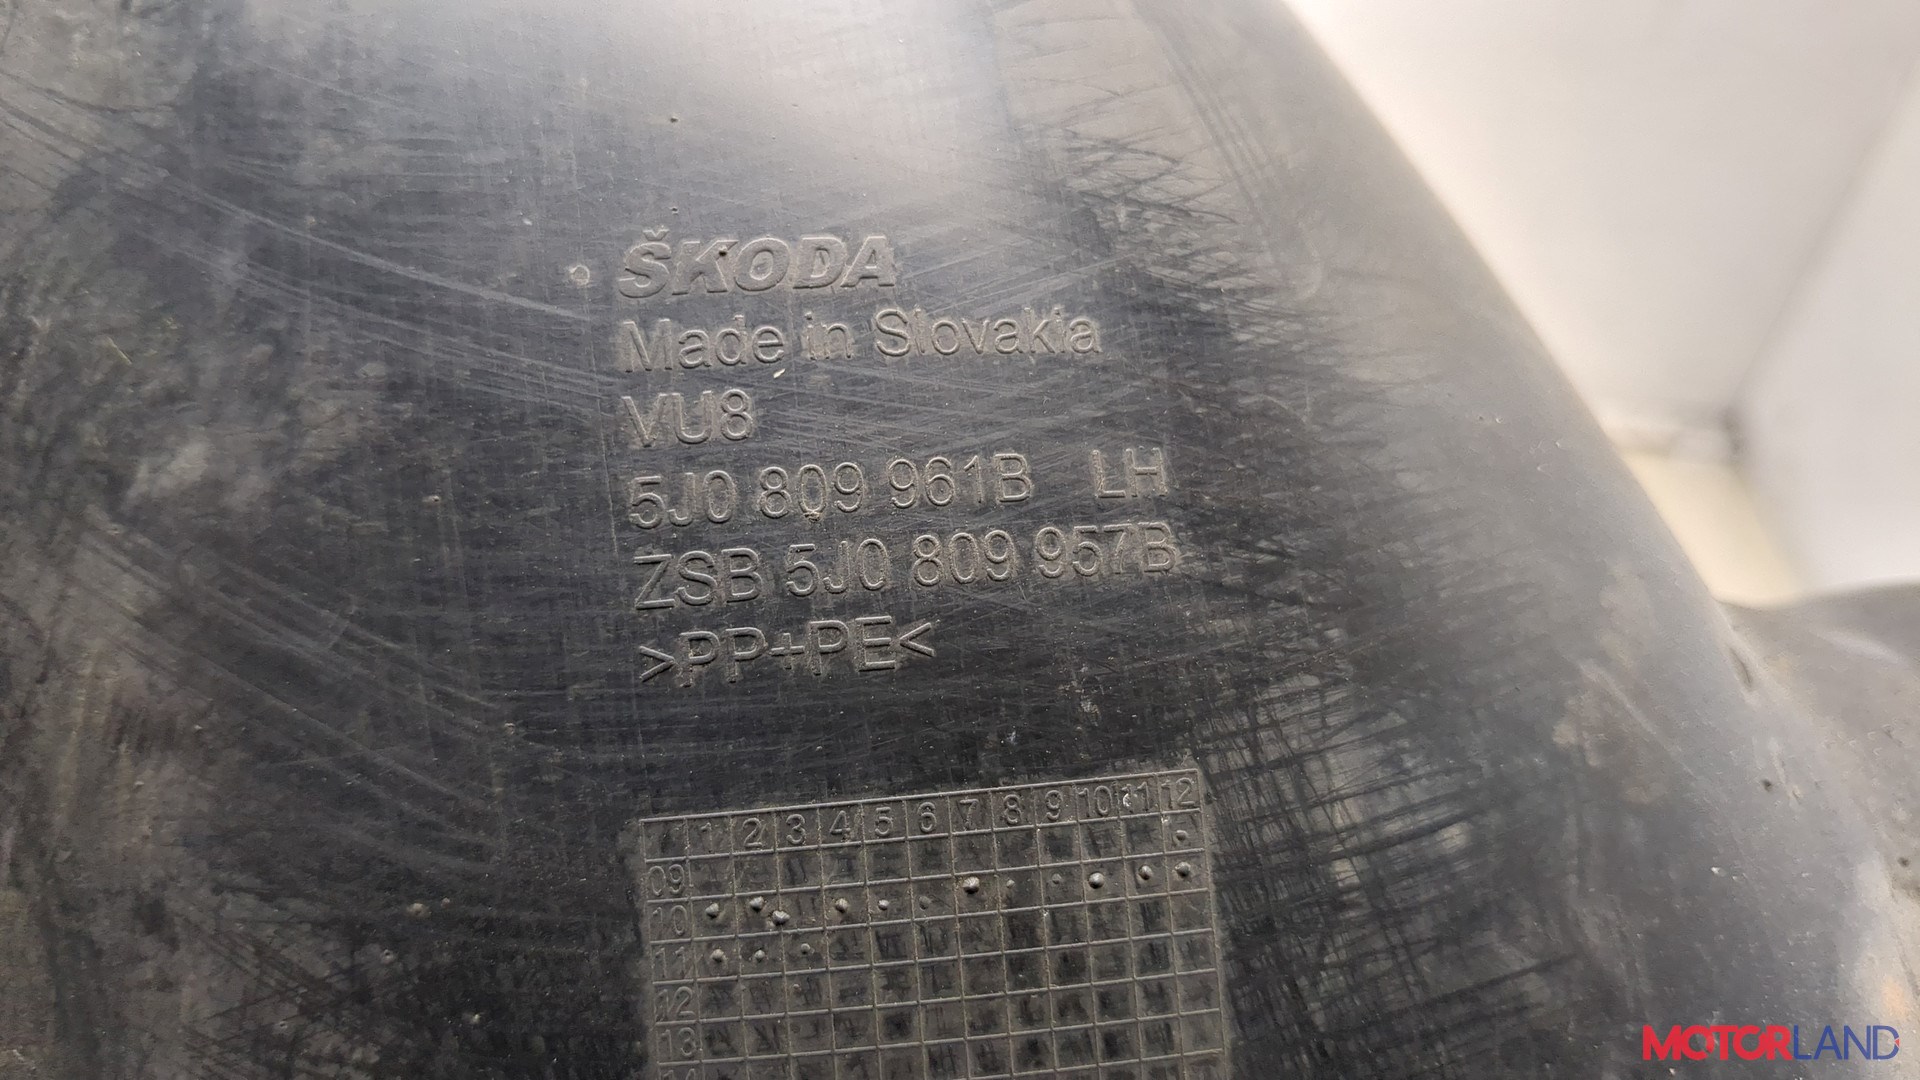 ŠKODA
Made in Slovakia
VU8
5J0 809 961B LH
ZSB 5J0 809 957B
>PP+PE<
1 2 3 4 5 6 7 8 9 10 11 12
09
10
11
12
13
14
MOTORLAND